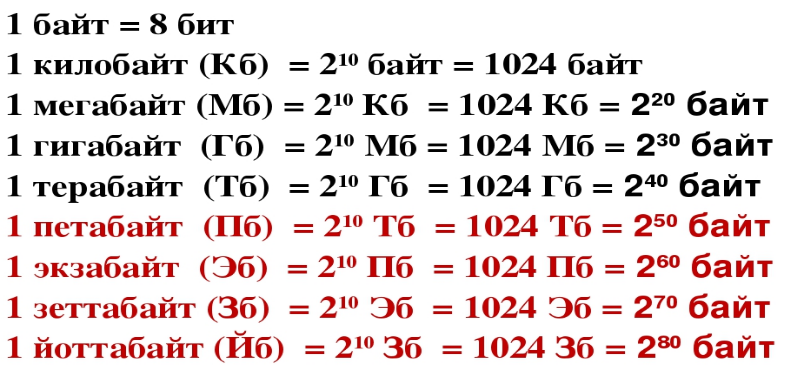 1 байт = 8 бит
1 килобайт (Кб) = 2¹⁰ байт = 1024 байт
1 мегабайт (Мб) = 2¹⁰ Кб = 1024 Кб = 2²⁰ байт
1 гигабайт (Гб) = 2¹⁰ Мб = 1024 Мб = 2³⁰ байт
1 терабайт (Тб) = 2¹⁰ Гб = 1024 Гб = 2⁴⁰ байт
1 петабайт (Пб) = 2¹⁰ Тб = 1024 Тб = 2⁵⁰ байт
1 экзабайт (Эб) = 2¹⁰ Пб = 1024 Пб = 2⁶⁰ байт
1 зеттабайт (Зб) = 2¹⁰ Эб = 1024 Эб = 2⁷⁰ байт
1 йоттабайт (Йб) = 2¹⁰ Зб = 1024 Зб = 2⁸⁰ байт